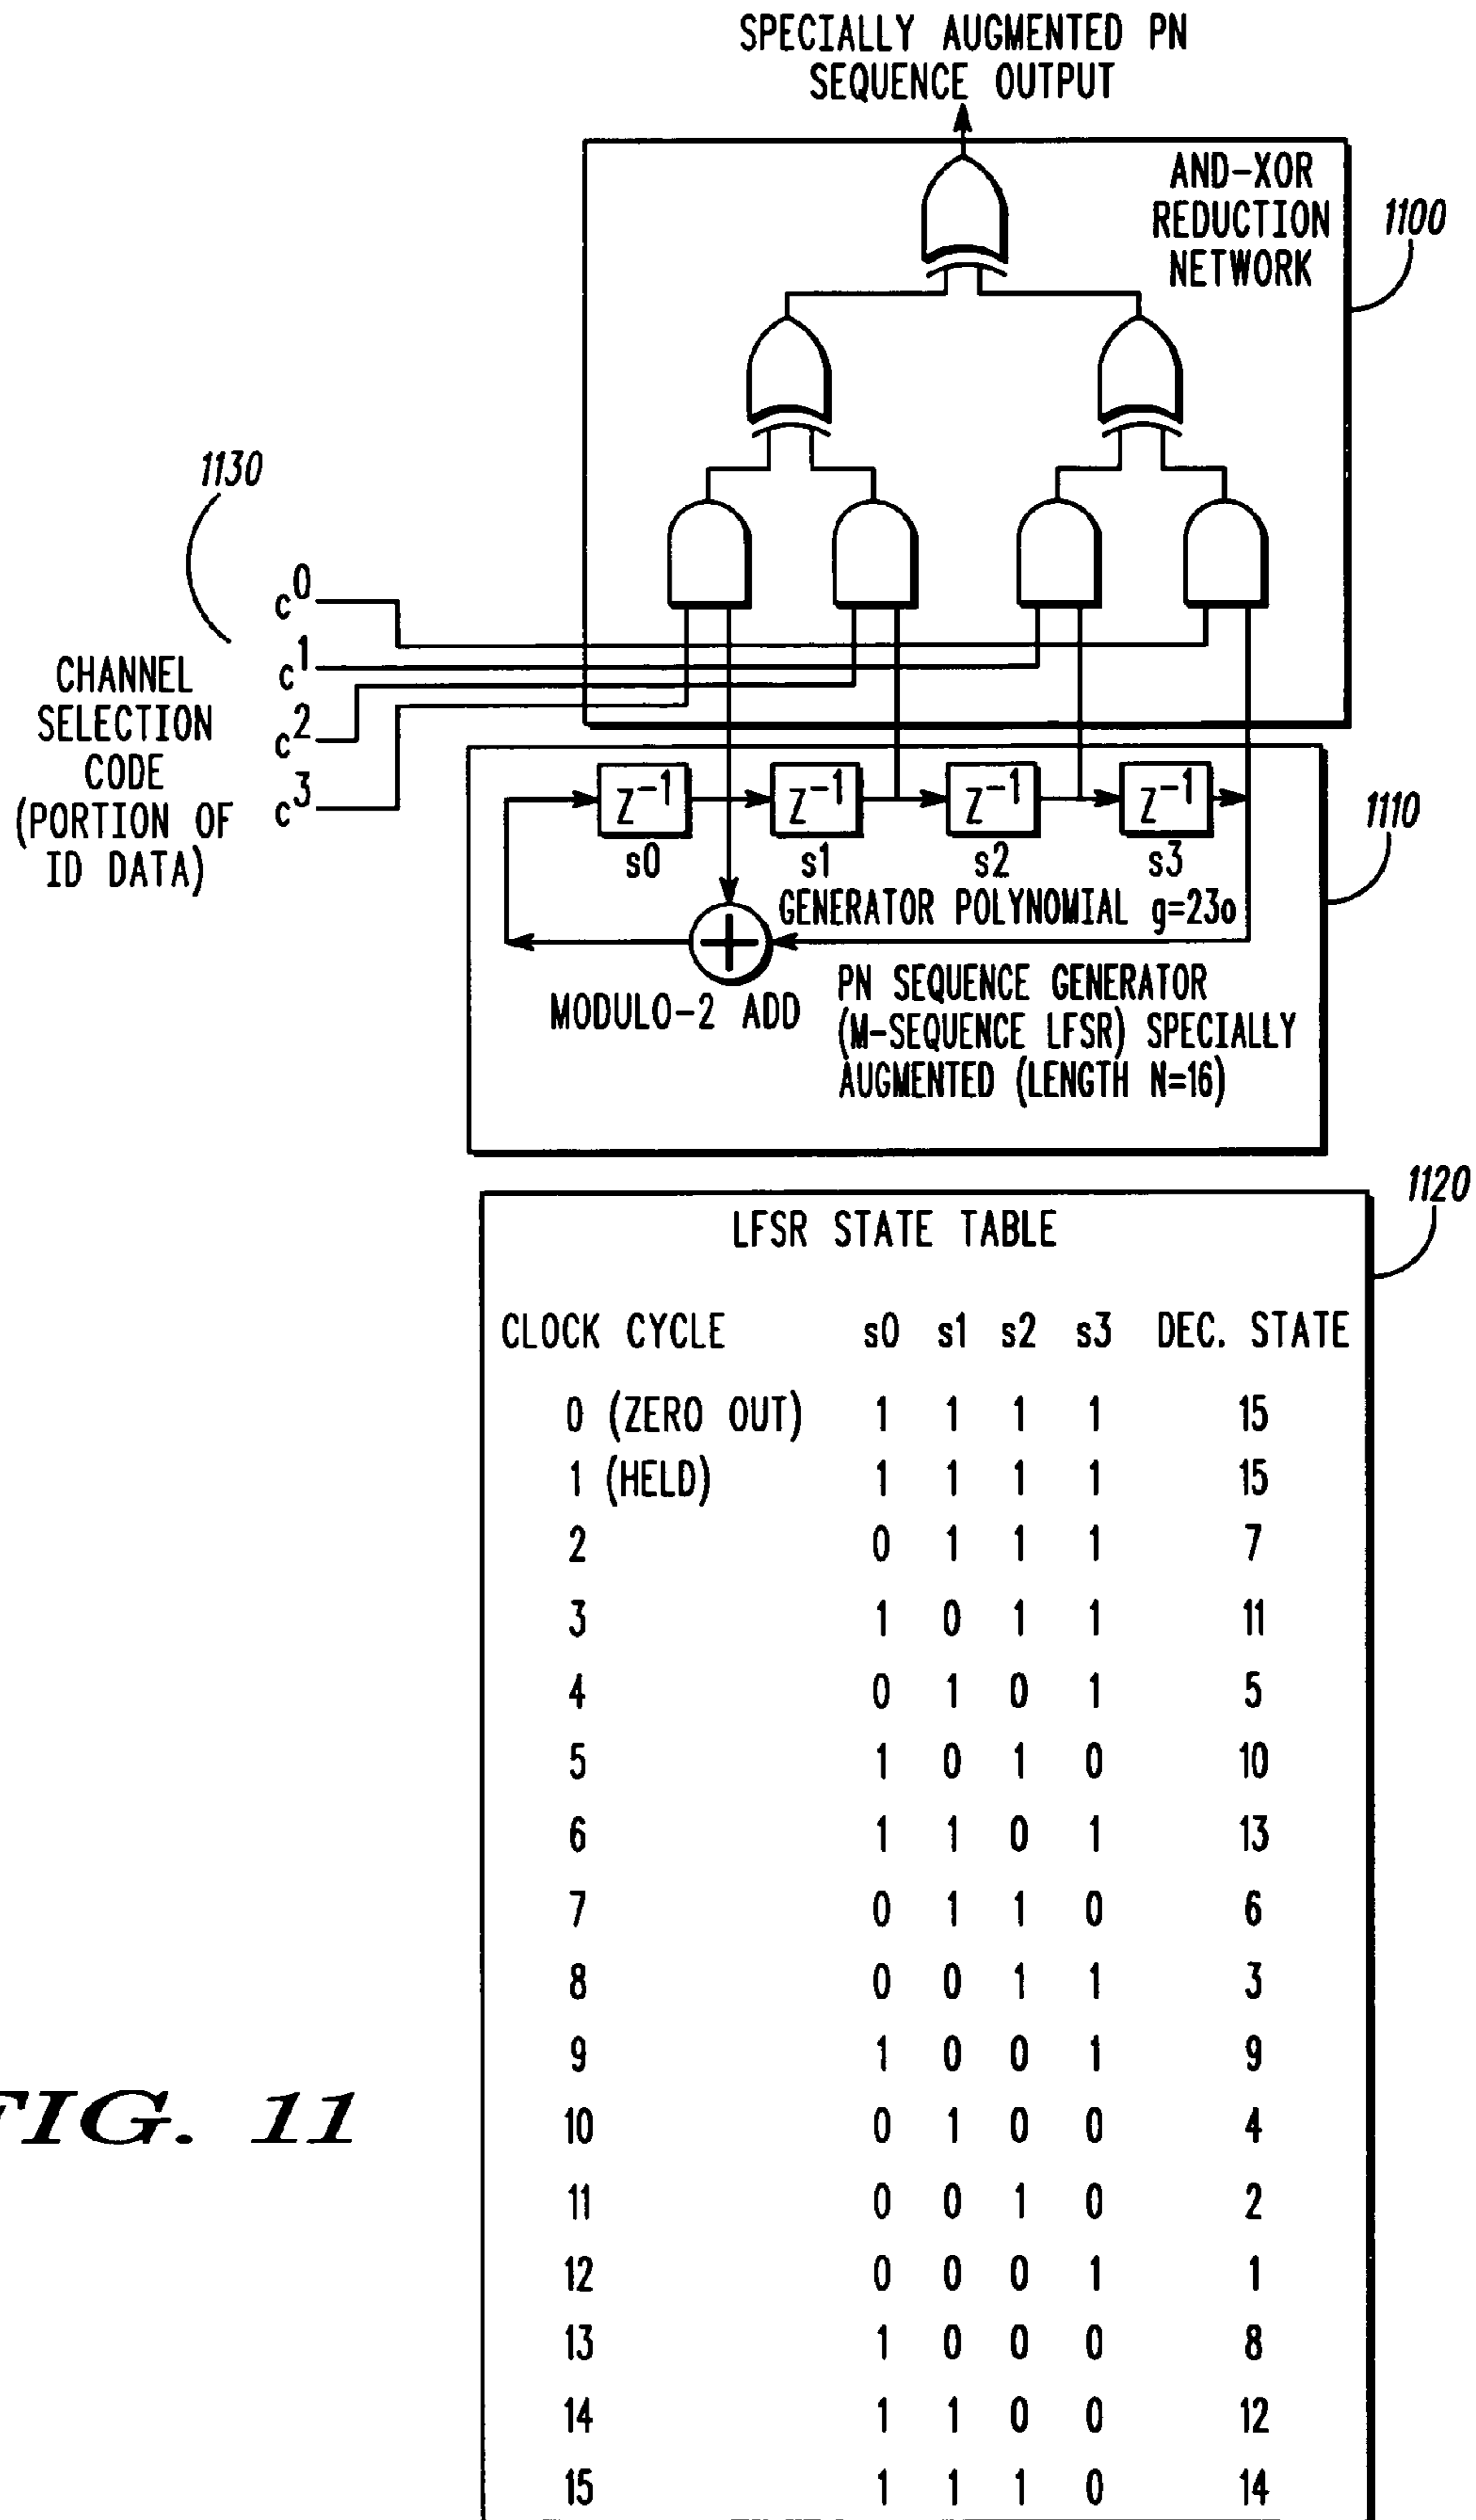 SPECIALLY AUGMENTED PN
SEQUENCE OUTPUT
AND-XOR
REDUCTION
NETWORK
1100
1130
c0
c1
c2
c3
CHANNEL
SELECTION
CODE
(PORTION OF
ID DATA)
z-1 z-1 z-1 z-1
s0 s1 s2 s3
1110
GENERATOR POLYNOMIAL g=23o
MODULO-2 ADD
PN SEQUENCE GENERATOR
(M-SEQUENCE LFSR) SPECIALLY
AUGMENTED (LENGTH N=16)
1120
LFSR STATE TABLE
CLOCK CYCLE s0 s1 s2 s3 DEC. STATE
0 (ZERO OUT) 1 1 1 1 15
1 (HELD) 1 1 1 1 15
2 0 1 1 1 7
3 1 0 1 1 11
4 0 1 0 1 5
5 1 0 1 0 10
6 1 1 0 1 13
7 0 1 1 0 6
8 0 0 1 1 3
9 1 0 0 1 9
10 0 1 0 0 4
11 0 0 1 0 2
12 0 0 0 1 1
13 1 0 0 0 8
14 1 1 0 0 12
15 1 1 1 0 14
FIG. 11